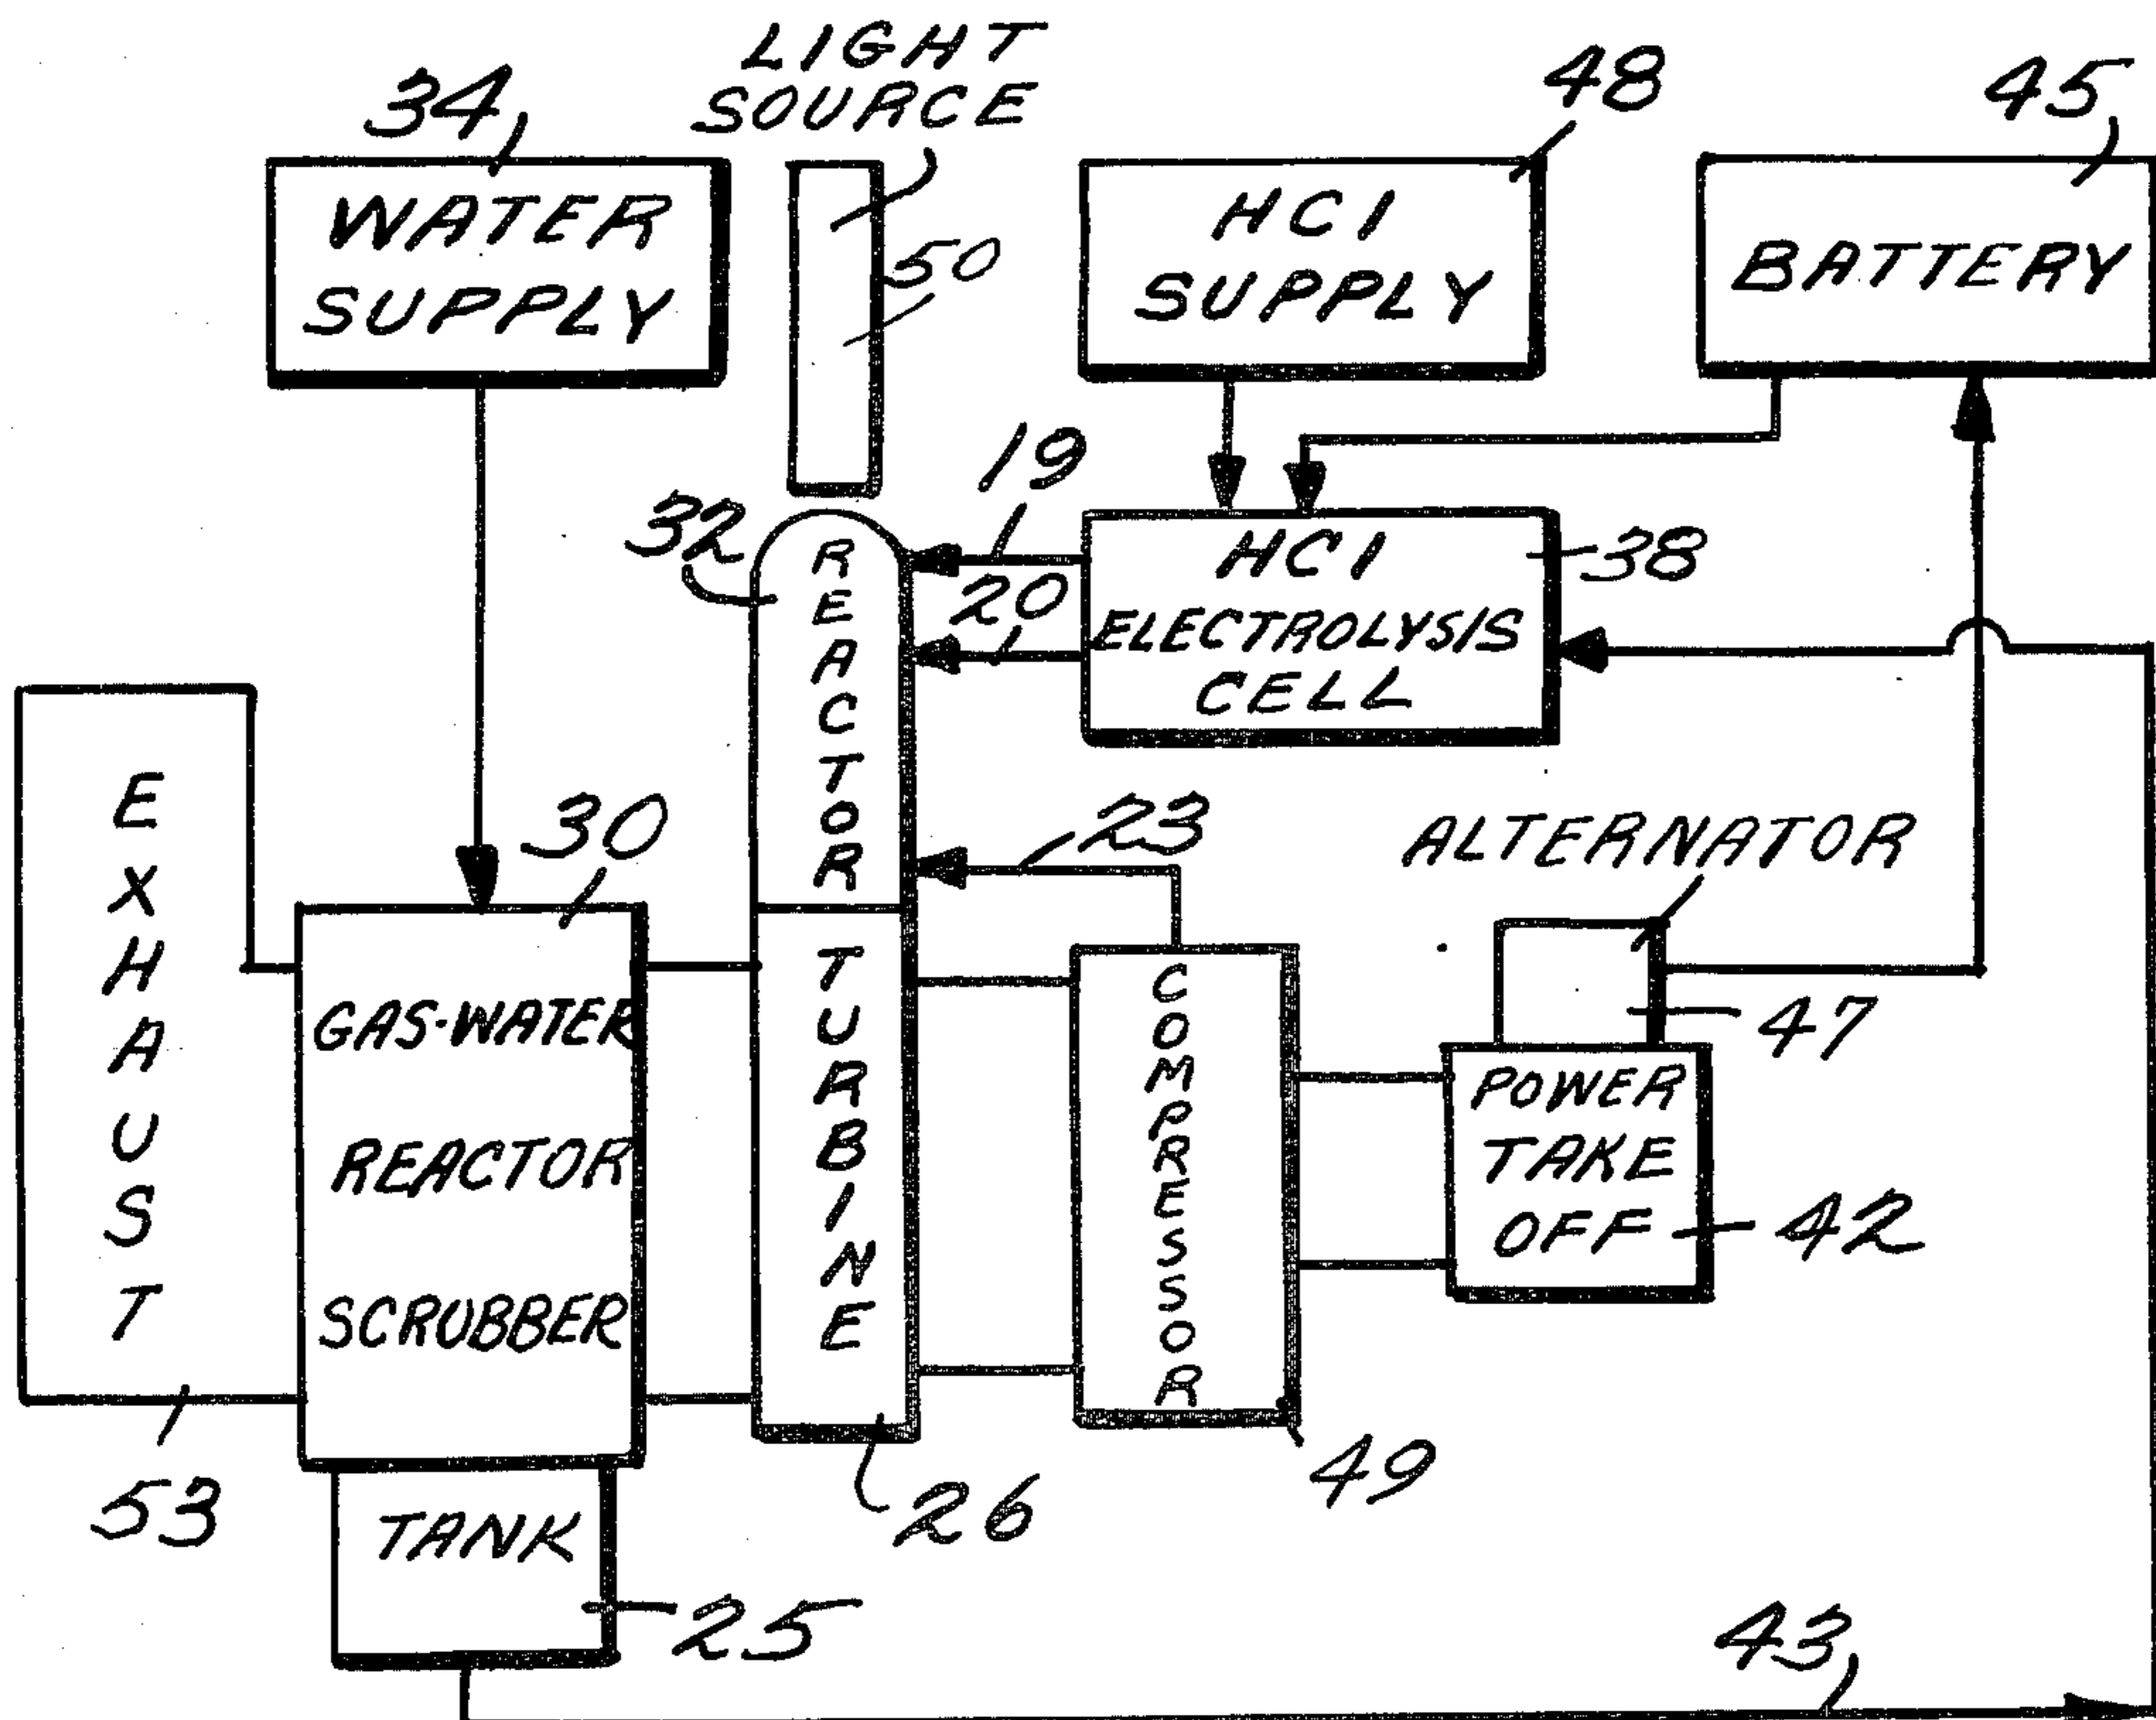 LIGHT
SOURCE
34
48
45
WATER
SUPPLY
50
HCl
SUPPLY
BATTERY
19
32
REACTOR
20
HCl
ELECTROLYSIS
CELL
38
EXHAUST
30
23
ALTERNATOR
GAS-WATER
REACTOR
SCRUBBER
TURBINE
COMPRESSOR
47
POWER
TAKE
OFF
42
53
26
49
TANK
25
43